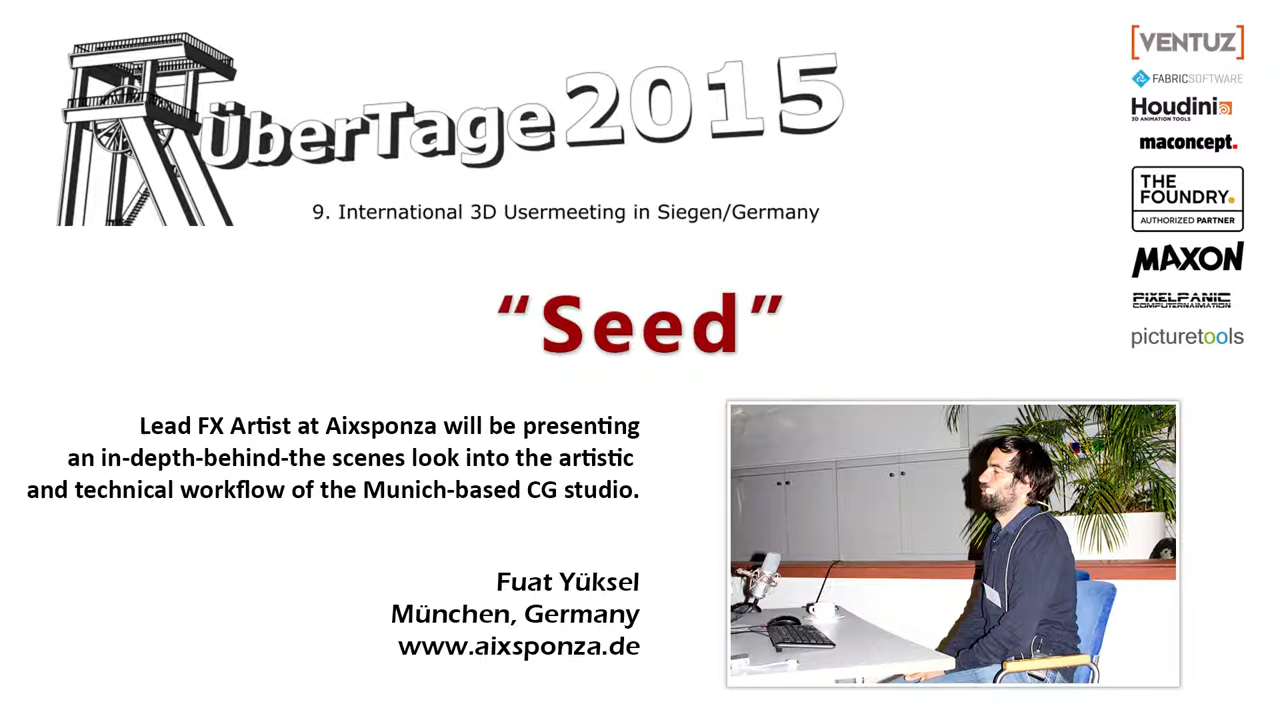 ÜberTage2015
9. International 3D Usermeeting in Siegen/Germany
[VENTUZ]
FABRICSOFTWARE
Houdini
3D ANIMATION TOOLS
maconcept.
THE
FOUNDRY.
AUTHORIZED PARTNER
MAXON
PIXELPANIC
COMPUTERANIMATION
picturetools
“Seed”
Lead FX Artist at Aixsponza will be presenting
an in-depth-behind-the scenes look into the artistic
and technical workflow of the Munich-based CG studio.
Fuat Yüksel
München, Germany
www.aixsponza.de